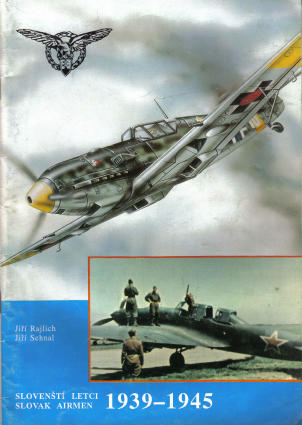 Jiří Rajlich
Jiří Sehnal
SLOVENŠTÍ LETCI
SLOVAK AIRMEN
1939–1945